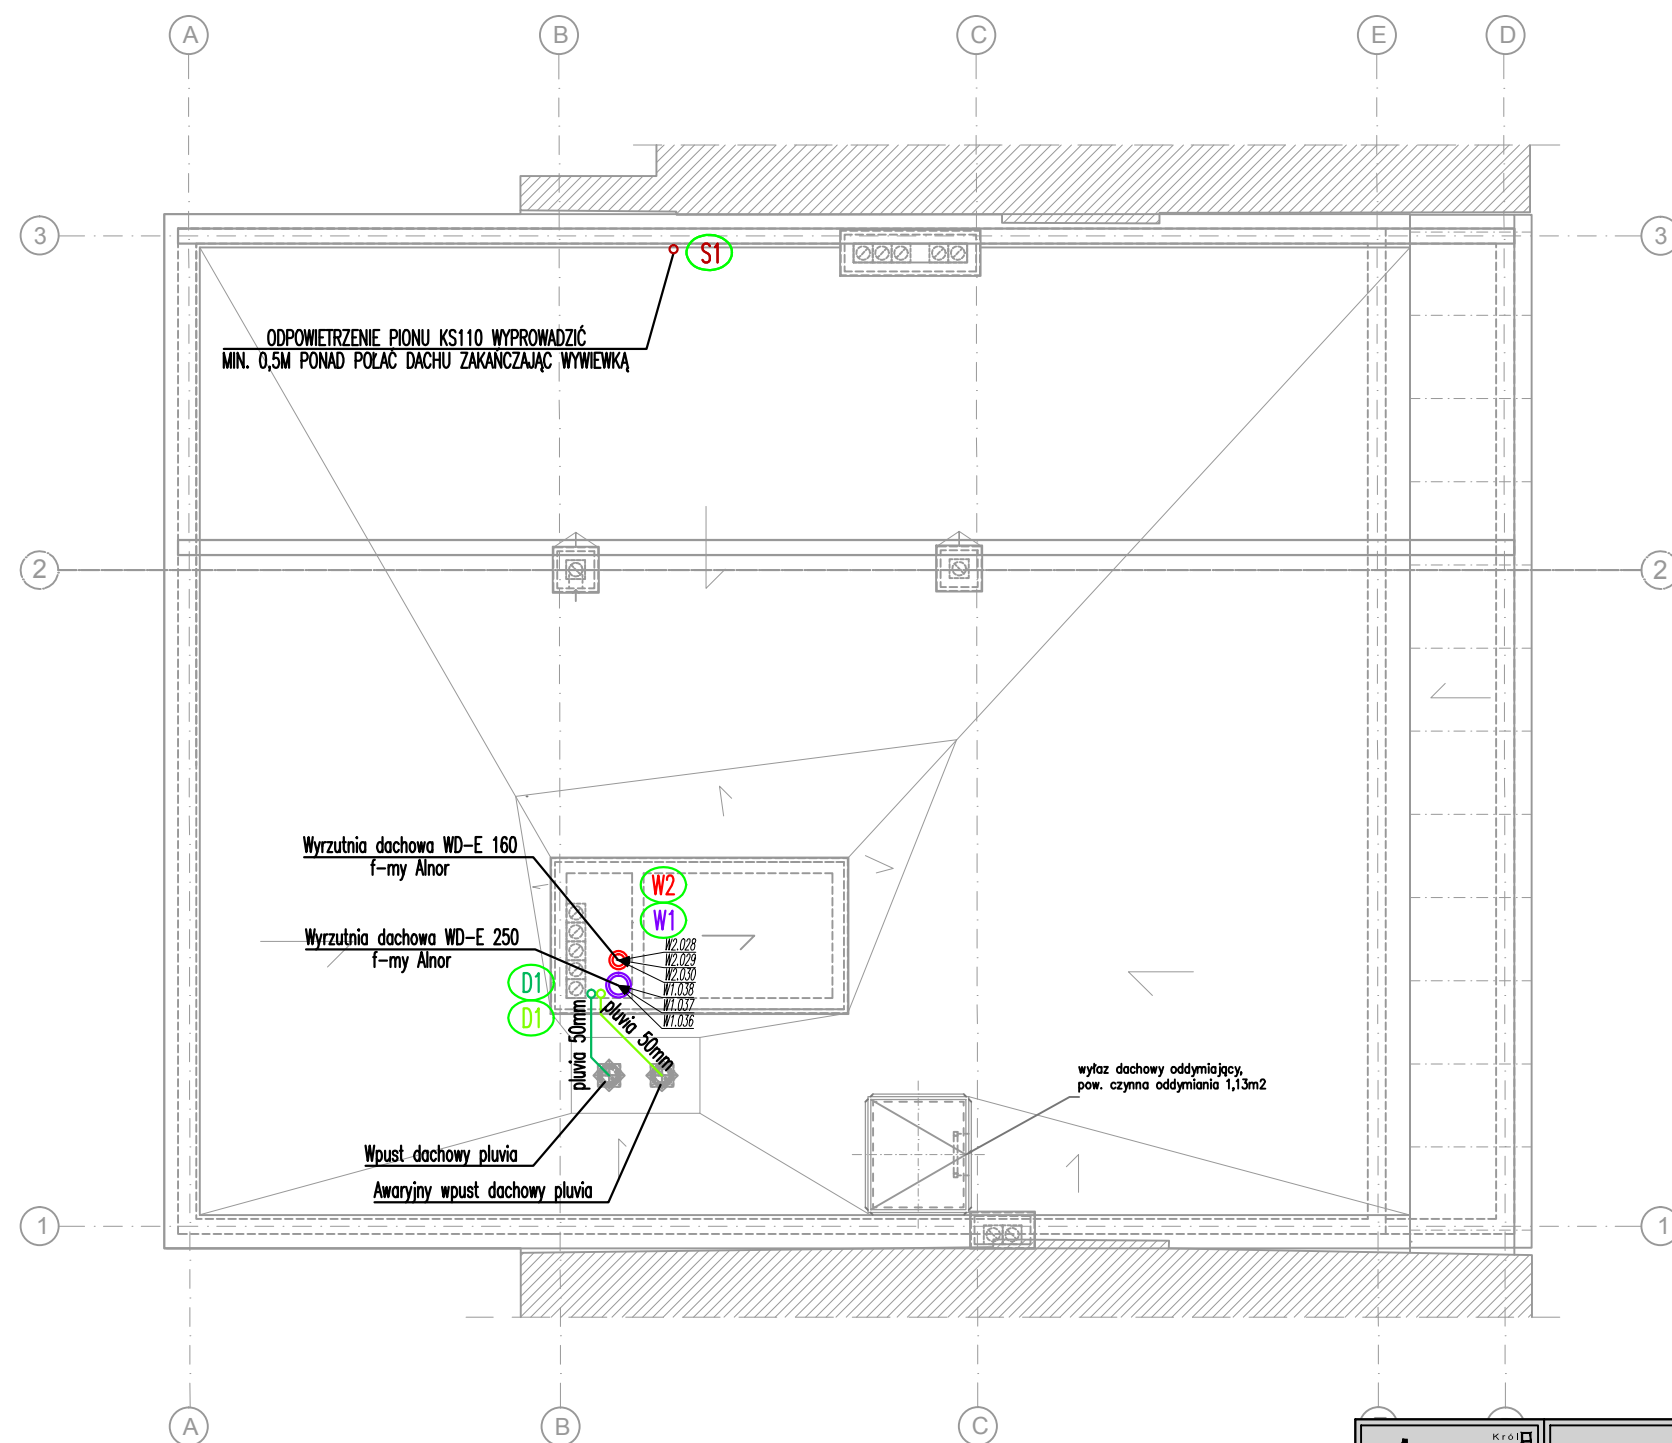 A B C E D
3 3
S1
ODPOWIETRZENIE PIONU KS110 WYPROWADZIĆ
MIN. 0,5M PONAD POŁAĆ DACHU ZAKAŃCZAJĄC WYWIEWKĄ
2 2
Wyrzutnia dachowa WD-E 160
f-my Alnor
W2
W1
Wyrzutnia dachowa WD-E 250
f-my Alnor
W2.028
W2.029
W2.030
W1.038
W1.037
W1.036
D1
D1
pluvia 50mm
pluvia 50mm
wyłaz dachowy oddymiający,
pow. czynna oddymiania 1,13m2
Wpust dachowy pluvia
Awaryjny wpust dachowy pluvia
1 1
A B C
Król